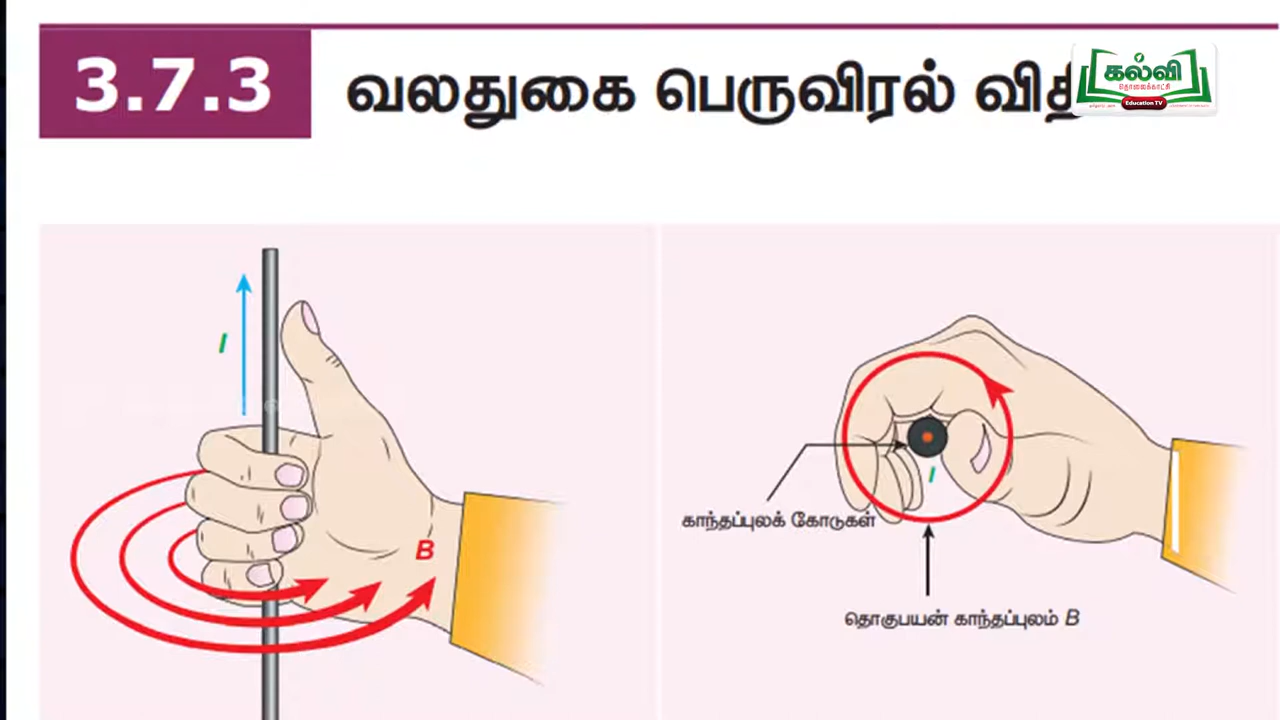 3.7.3 வலதுகை பெருவிரல்
கல்வி
தொலைக்காட்சி
Education TV
I
B
I
காந்தப்புலக் கோடுகள்
தொகுபயன் காந்தப்புலம் B